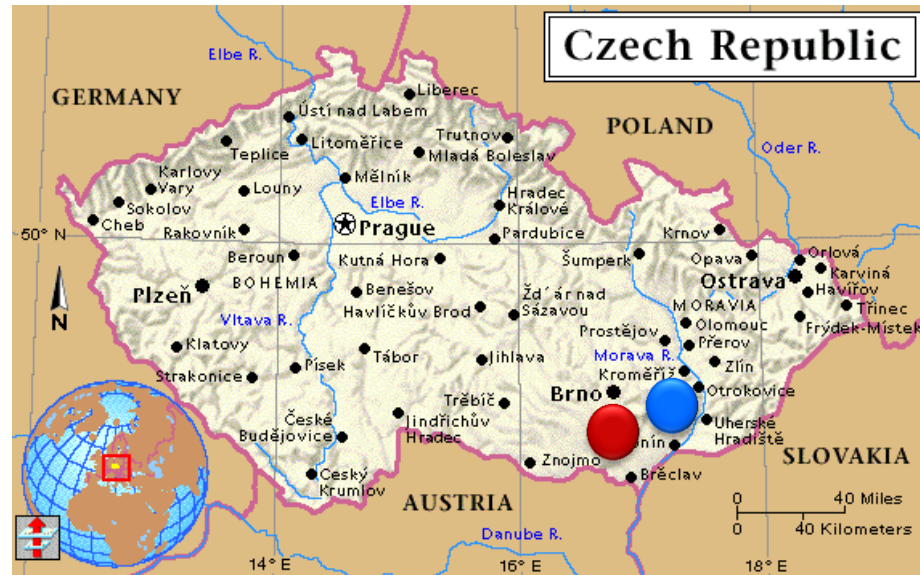 Czech Republic
Elbe R.
GERMANY
Liberec
Ústí nad Labem
POLAND
Trutnov
Litoměřice
Teplice
Mladá Boleslav
Oder R.
Karlovy
Vary
Louny
Mělník
Sokolov
Elbe R.
Hradec
Králové
Cheb
Rakovník
Prague
Pardubice
Krnov
50° N
Beroun
Kutná Hora
Šumperk
Opava
Orlová
BOHEMIA
Ostrava
Karviná
Plzeň
Benešov
Žd´ár nad
Sázavou
MORAVIA
Havířov
Třinec
N
Vltava R.
Havlíčkův Brod
Olomouc
Frýdek-Místek
Prostějov
Přerov
Klatovy
Tábor
Jihlava
Morava R.
Zlín
Písek
Kroměříž
Strakonice
Brno
Otrokovice
Třebíč
České
Budějovice
Jindřichův
Hradec
Uherské
Hradiště
Znojmo
SLOVAKIA
Český
Krumlov
Břeclav
AUSTRIA
0 40 Miles
0 40 Kilometers
Danube R.
14° E
16° E
18° E